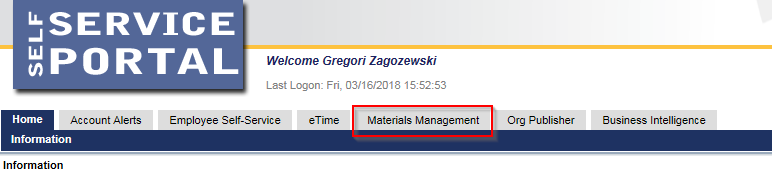 SELF SERVICE PORTAL
Welcome Gregori Zagozewski
Last Logon: Fri, 03/16/2018 15:52:53
Home Account Alerts Employee Self-Service eTime Materials Management Org Publisher Business Intelligence
Information
Information